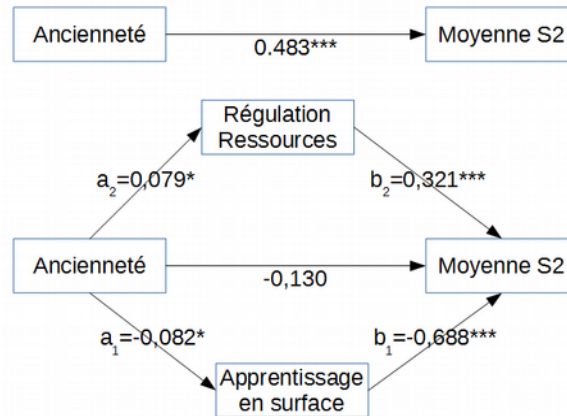 Ancienneté
Moyenne S2
0.483***
Régulation
Ressources
a2=0,079*
b2=0,321***
Ancienneté
Moyenne S2
-0,130
a1=-0,082*
b1=-0,688***
Apprentissage
en surface